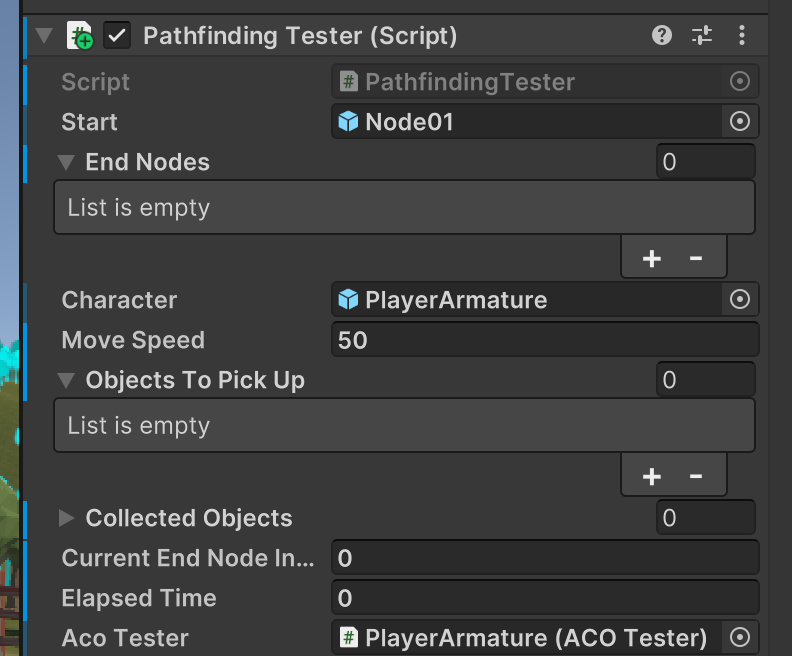 Pathfinding Tester (Script)
Script # PathfindingTester
Start Node01
End Nodes 0
List is empty
+ -
Character PlayerArmature
Move Speed 50
Objects To Pick Up 0
List is empty
+ -
Collected Objects 0
Current End Node In... 0
Elapsed Time 0
Aco Tester # PlayerArmature (ACO Tester)